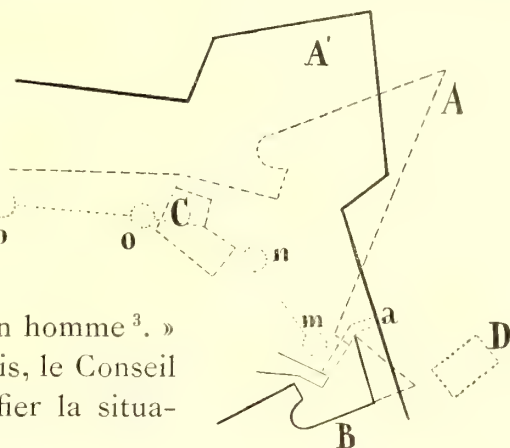 A'
A
C
o
o
n
m
a
D
n homme ³. »
is, le Conseil
fier la situa-
B